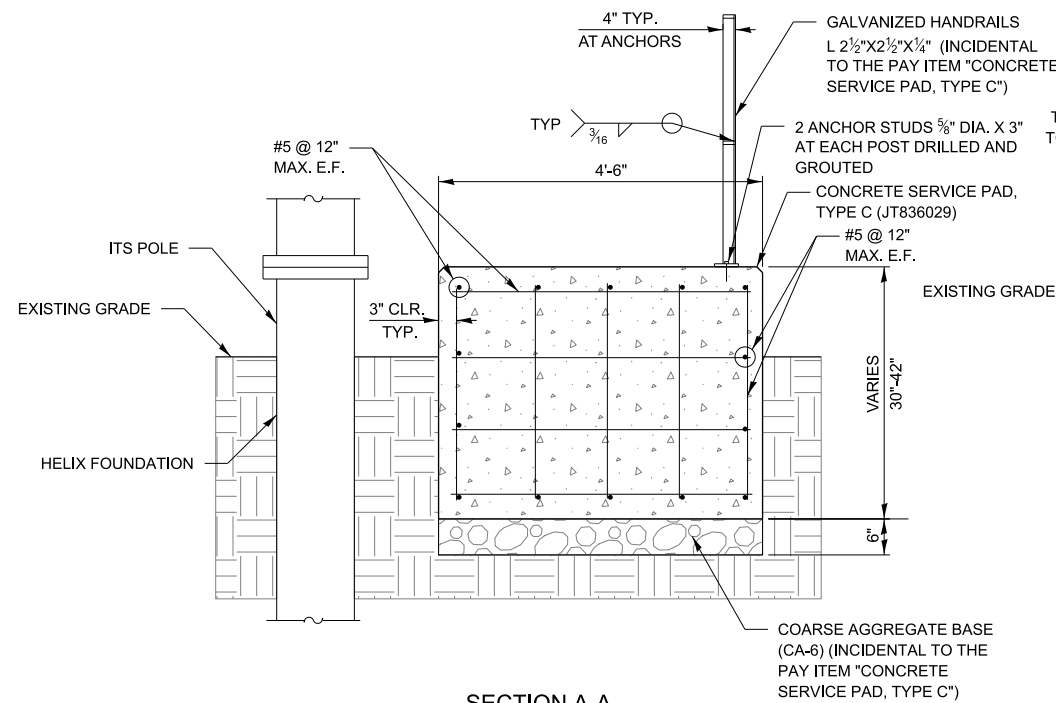 4" TYP.
AT ANCHORS
GALVANIZED HANDRAILS
L 2½"X2½"X¼" (INCIDENTAL
TO THE PAY ITEM "CONCRETE
SERVICE PAD, TYPE C")
TYP
3/16
2 ANCHOR STUDS ⅝" DIA. X 3"
AT EACH POST DRILLED AND
GROUTED
#5 @ 12"
MAX. E.F.
4'-6"
CONCRETE SERVICE PAD,
TYPE C (JT836029)
#5 @ 12"
MAX. E.F.
ITS POLE
EXISTING GRADE
3" CLR.
TYP.
EXISTING GRADE
VARIES
30"-42"
HELIX FOUNDATION
6"
COARSE AGGREGATE BASE
(CA-6) (INCIDENTAL TO THE
PAY ITEM "CONCRETE
SERVICE PAD, TYPE C")
SECTION A-A